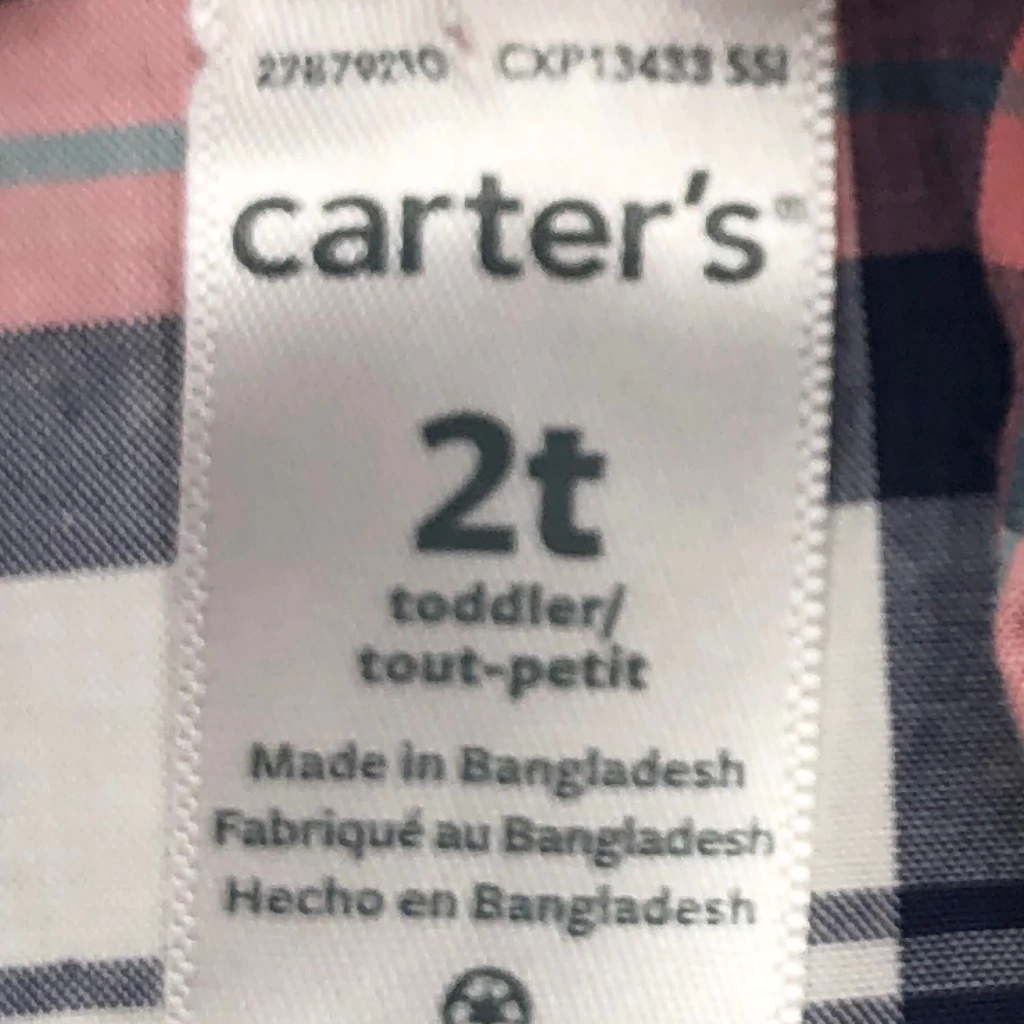 27879210 CXP13433 SSI
carter's®
2t
toddler/
tout-petit
Made in Bangladesh
Fabriqué au Bangladesh
Hecho en Bangladesh